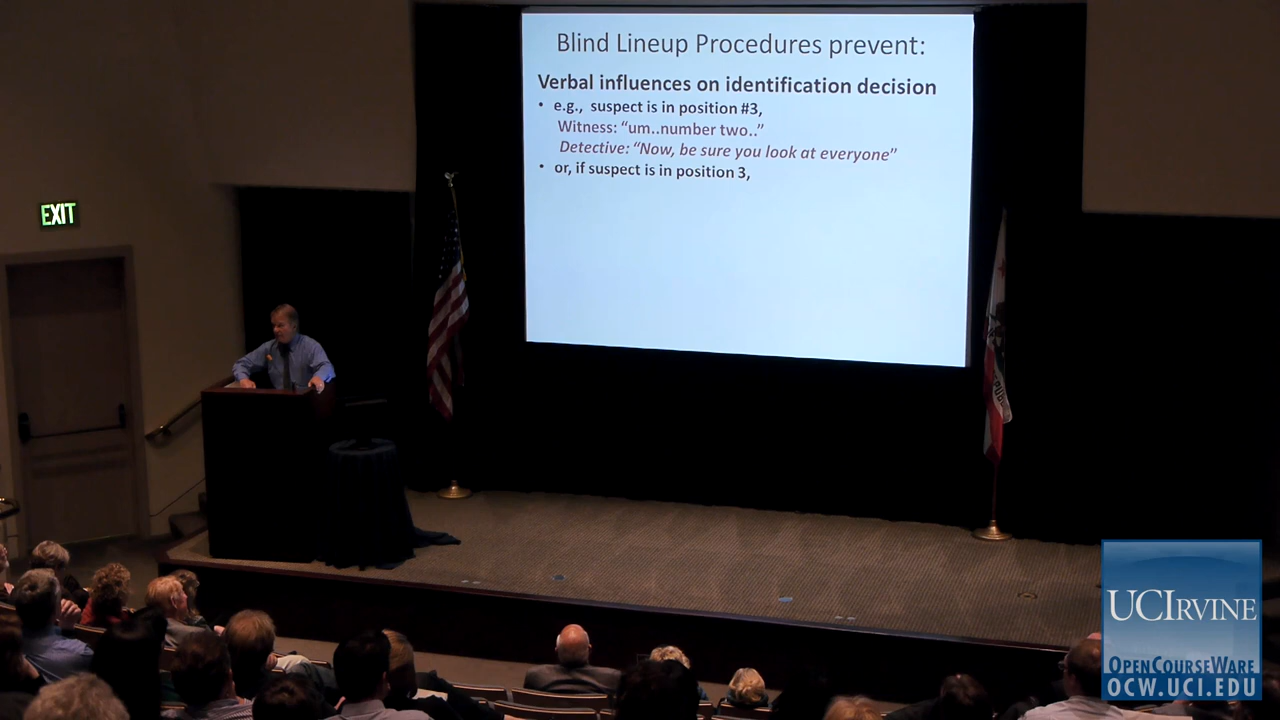 Blind Lineup Procedures prevent:
Verbal influences on identification decision
• e.g., suspect is in position #3,
Witness: “um..number two..”
Detective: “Now, be sure you look at everyone”
• or, if suspect is in position 3,
EXIT
UCIRVINE
OPENCOURSEWARE
OCW.UCI.EDU